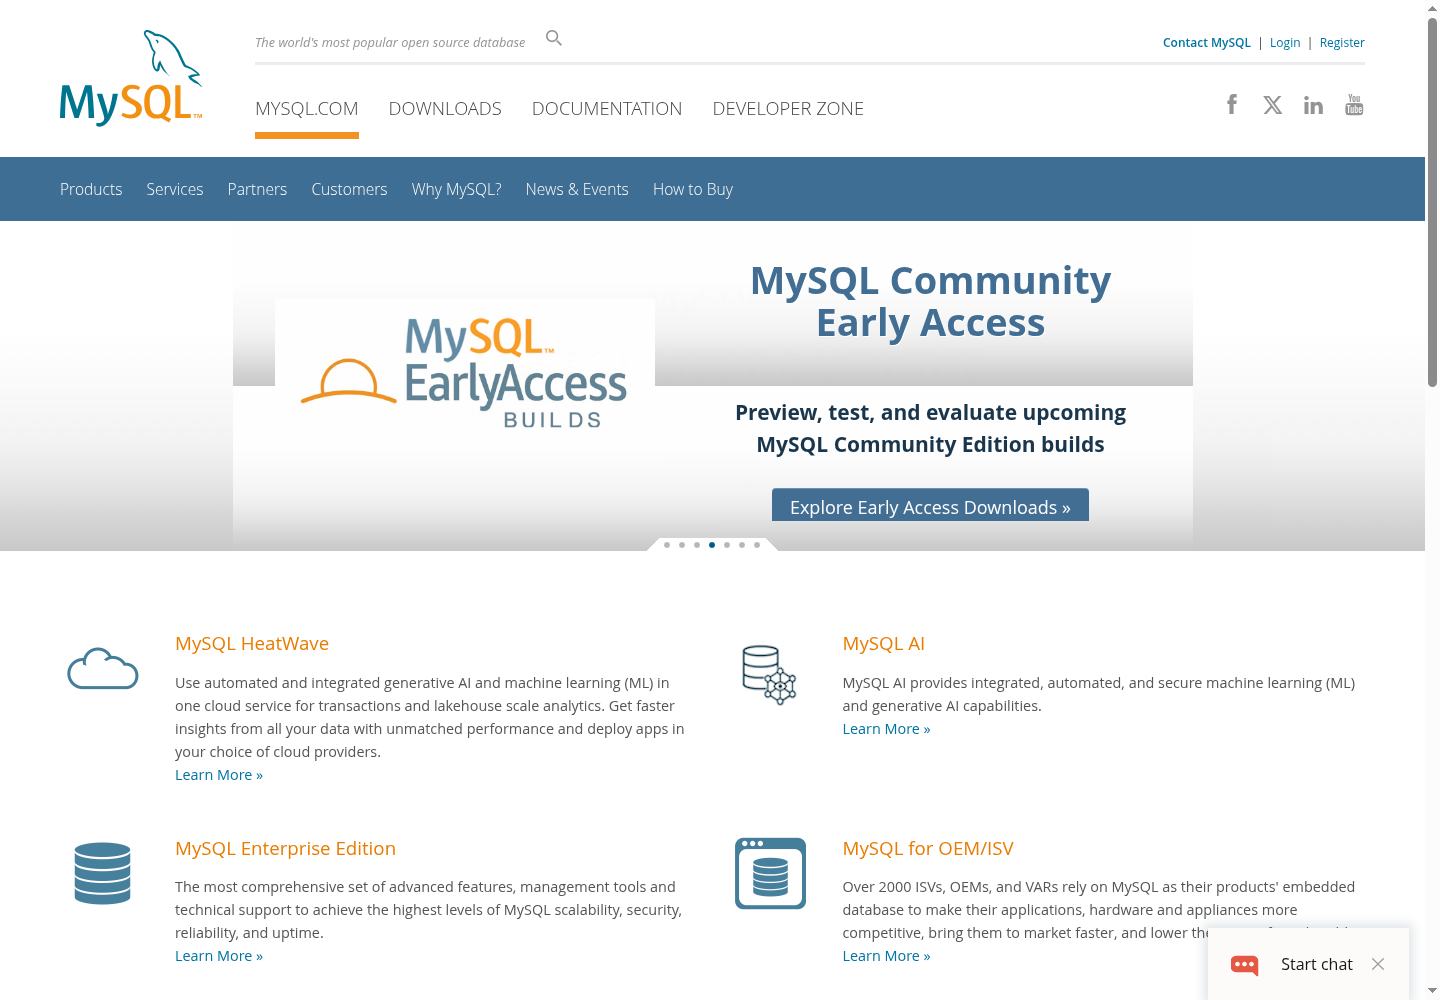 MySQL™
The world's most popular open source database
Contact MySQL | Login | Register
MYSQL.COM DOWNLOADS DOCUMENTATION DEVELOPER ZONE
f X in You Tube
Products Services Partners Customers Why MySQL? News & Events How to Buy
MySQL™
EarlyAccess
BUILDS
MySQL Community
Early Access
Preview, test, and evaluate upcoming
MySQL Community Edition builds
Explore Early Access Downloads »
MySQL HeatWave
Use automated and integrated generative AI and machine learning (ML) in
one cloud service for transactions and lakehouse scale analytics. Get faster
insights from all your data with unmatched performance and deploy apps in
your choice of cloud providers.
Learn More »
MySQL AI
MySQL AI provides integrated, automated, and secure machine learning (ML)
and generative AI capabilities.
Learn More »
MySQL Enterprise Edition
The most comprehensive set of advanced features, management tools and
technical support to achieve the highest levels of MySQL scalability, security,
reliability, and uptime.
Learn More »
MySQL for OEM/ISV
Over 2000 ISVs, OEMs, and VARs rely on MySQL as their products' embedded
database to make their applications, hardware and appliances more
competitive, bring them to market faster, and lower
Learn More »
Start chat